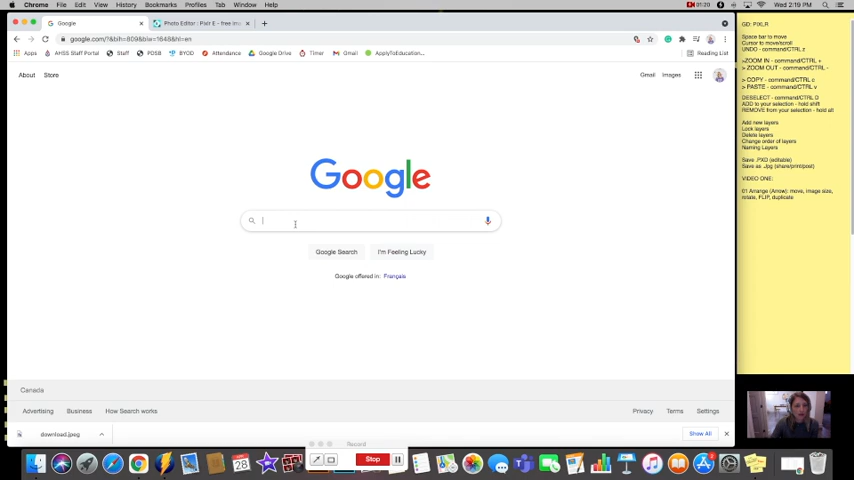 Chrome File Edit View History Bookmarks Profiles Tab Window Help
01:20 Wed 2:19 PM
Google
Photo Editor : Pixlr E - free Im
google.com/?&bih=809&biw=1648&hl=en
Apps AHSS Staff Portal Staff PDSB BYOD Attendance Google Drive Timer Gmail ApplyToEducation... Reading List
About Store Gmail Images
Google
Google Search I'm Feeling Lucky
Google offered in: Français
Canada
Advertising Business How Search works Privacy Terms Settings
download.jpeg Show All
Record
Stop
GD: PIXLR
Space bar to move
Cursor to move/scroll
UNDO - command/CTRL z
>ZOOM IN - command/CTRL +
> ZOOM OUT - command/CTRL -
> COPY - command/CTRL c
> PASTE - command/CTRL v
DESELECT - command/CTRL D
ADD to your selection - hold shift
REMOVE from your selection - hold alt
Add new layers
Lock layers
Delete layers
Change order of layers
Naming Layers
Save .PXD (editable)
Save as .jpg (share/print/post)
VIDEO ONE:
01 Arrange (Arrow): move, image size,
rotate, FLIP, duplicate